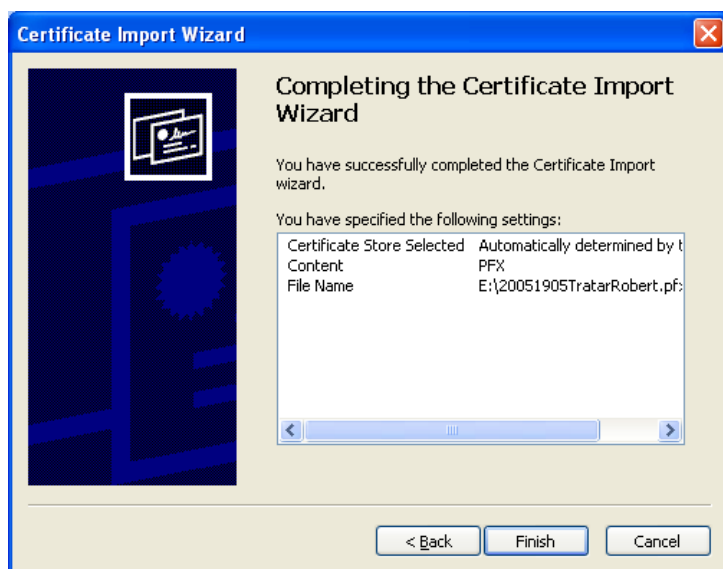 Certificate Import Wizard
Completing the Certificate Import
Wizard
You have successfully completed the Certificate Import
wizard.
You have specified the following settings:
Certificate Store Selected Automatically determined by t
Content PFX
File Name E:\20051905TratarRobert.pf
< Back Finish Cancel